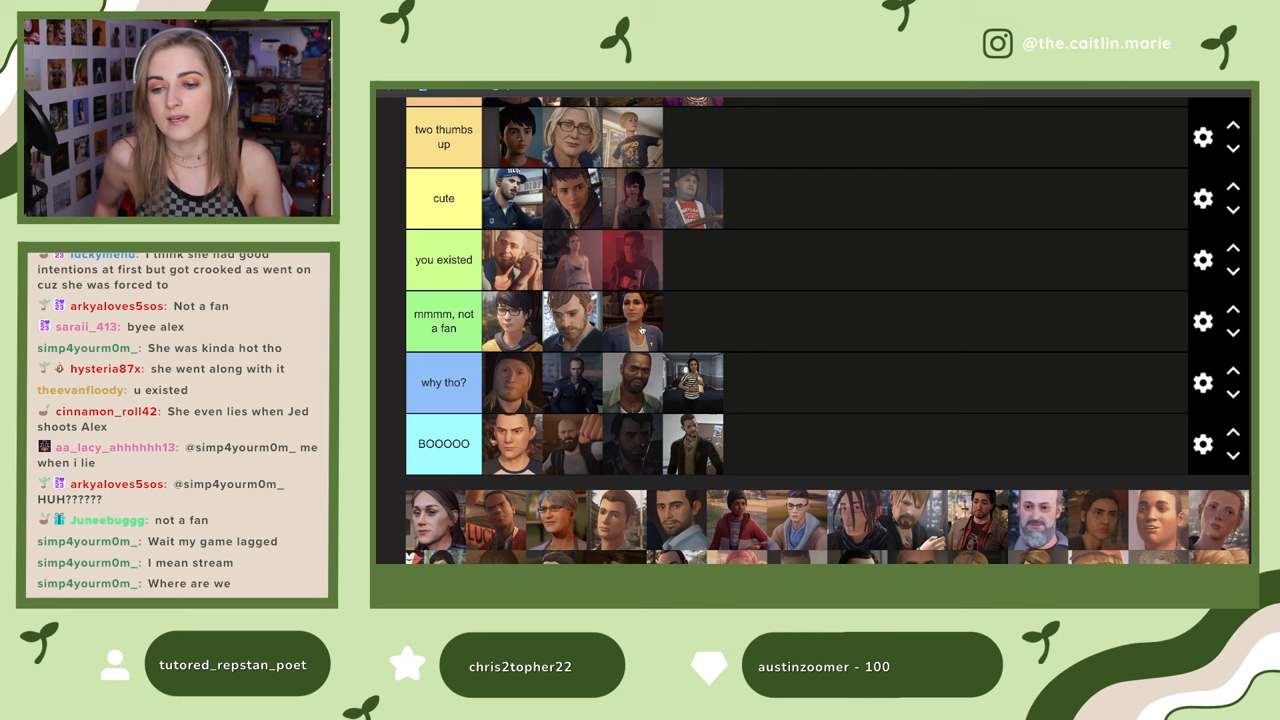 @the.caitlin.marie
two thumbs
up
cute
you existed
mmmm, not
a fan
why tho?
BOOOOO
luckymenu: I think she had good
intentions at first but got crooked as went on
cuz she was forced to
arkyaloves5sos: Not a fan
saraii_413: byee alex
simp4yourm0m_: She was kinda hot tho
hysteria87x: she went along with it
theevanfloody: u existed
cinnamon_roll42: She even lies when Jed
shoots Alex
aa_lacy_ahhhhhh13: @simp4yourm0m_ me
when i lie
arkyaloves5sos: @simp4yourm0m_
HUH??????
Juneebuggg: not a fan
simp4yourm0m_: Wait my game lagged
simp4yourm0m_: I mean stream
simp4yourm0m_: Where are we
tutored_repstan_poet
chris2topher22
austinzoomer - 100